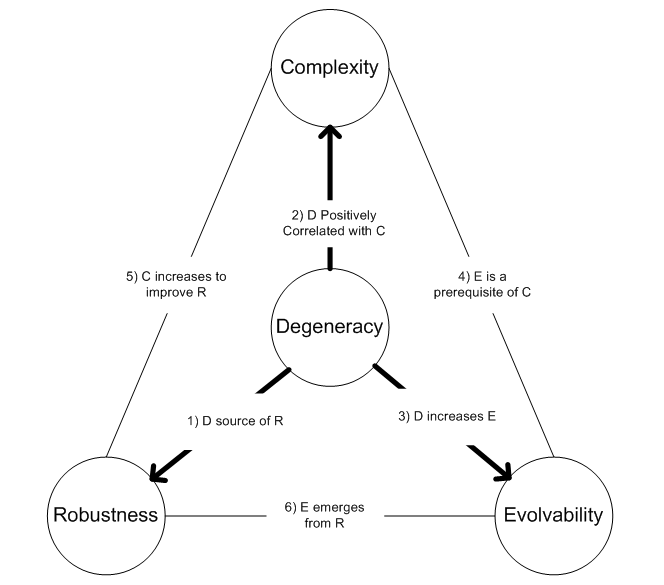 Complexity
2) D Positively
Correlated with C
5) C increases to
improve R
4) E is a
prerequisite of C
Degeneracy
1) D source of R
3) D increases E
Robustness
6) E emerges
from R
Evolvability